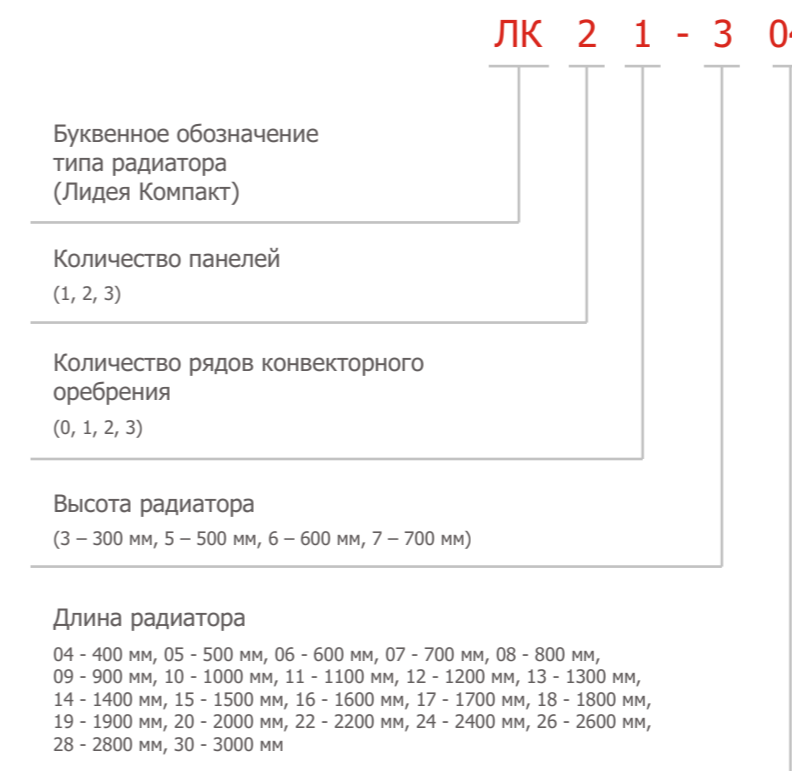 ЛК 2 1 - 3 04
Буквенное обозначение
типа радиатора
(Лидея Компакт)
Количество панелей
(1, 2, 3)
Количество рядов конвекторного
оребрения
(0, 1, 2, 3)
Высота радиатора
(3 – 300 мм, 5 – 500 мм, 6 – 600 мм, 7 – 700 мм)
Длина радиатора
04 - 400 мм, 05 - 500 мм, 06 - 600 мм, 07 - 700 мм, 08 - 800 мм,
09 - 900 мм, 10 - 1000 мм, 11 - 1100 мм, 12 - 1200 мм, 13 - 1300 мм,
14 - 1400 мм, 15 - 1500 мм, 16 - 1600 мм, 17 - 1700 мм, 18 - 1800 мм,
19 - 1900 мм, 20 - 2000 мм, 22 - 2200 мм, 24 - 2400 мм, 26 - 2600 мм,
28 - 2800 мм, 30 - 3000 мм